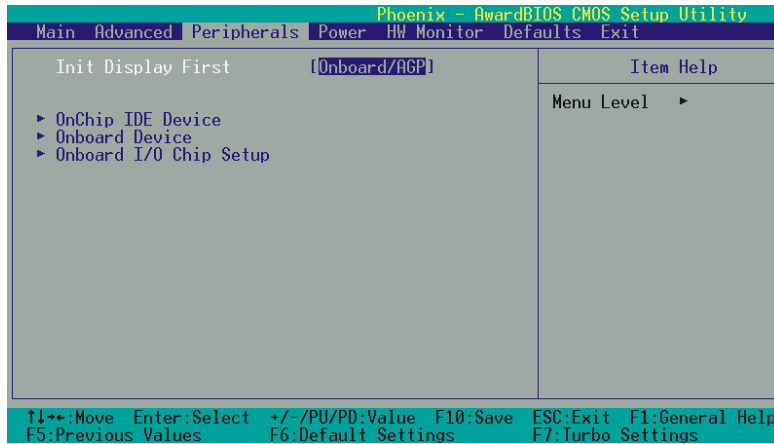 Phoenix - AwardBIOS CMOS Setup Utility
Main Advanced Peripherals Power HW Monitor Defaults Exit
Init Display First [Onboard/AGP]
Item Help
Menu Level ►
► OnChip IDE Device
► Onboard Device
► Onboard I/O Chip Setup
↑↓→←:Move Enter:Select +/-/PU/PD:Value F10:Save ESC:Exit F1:General Help
F5:Previous Values F6:Default Settings F7:Turbo Settings